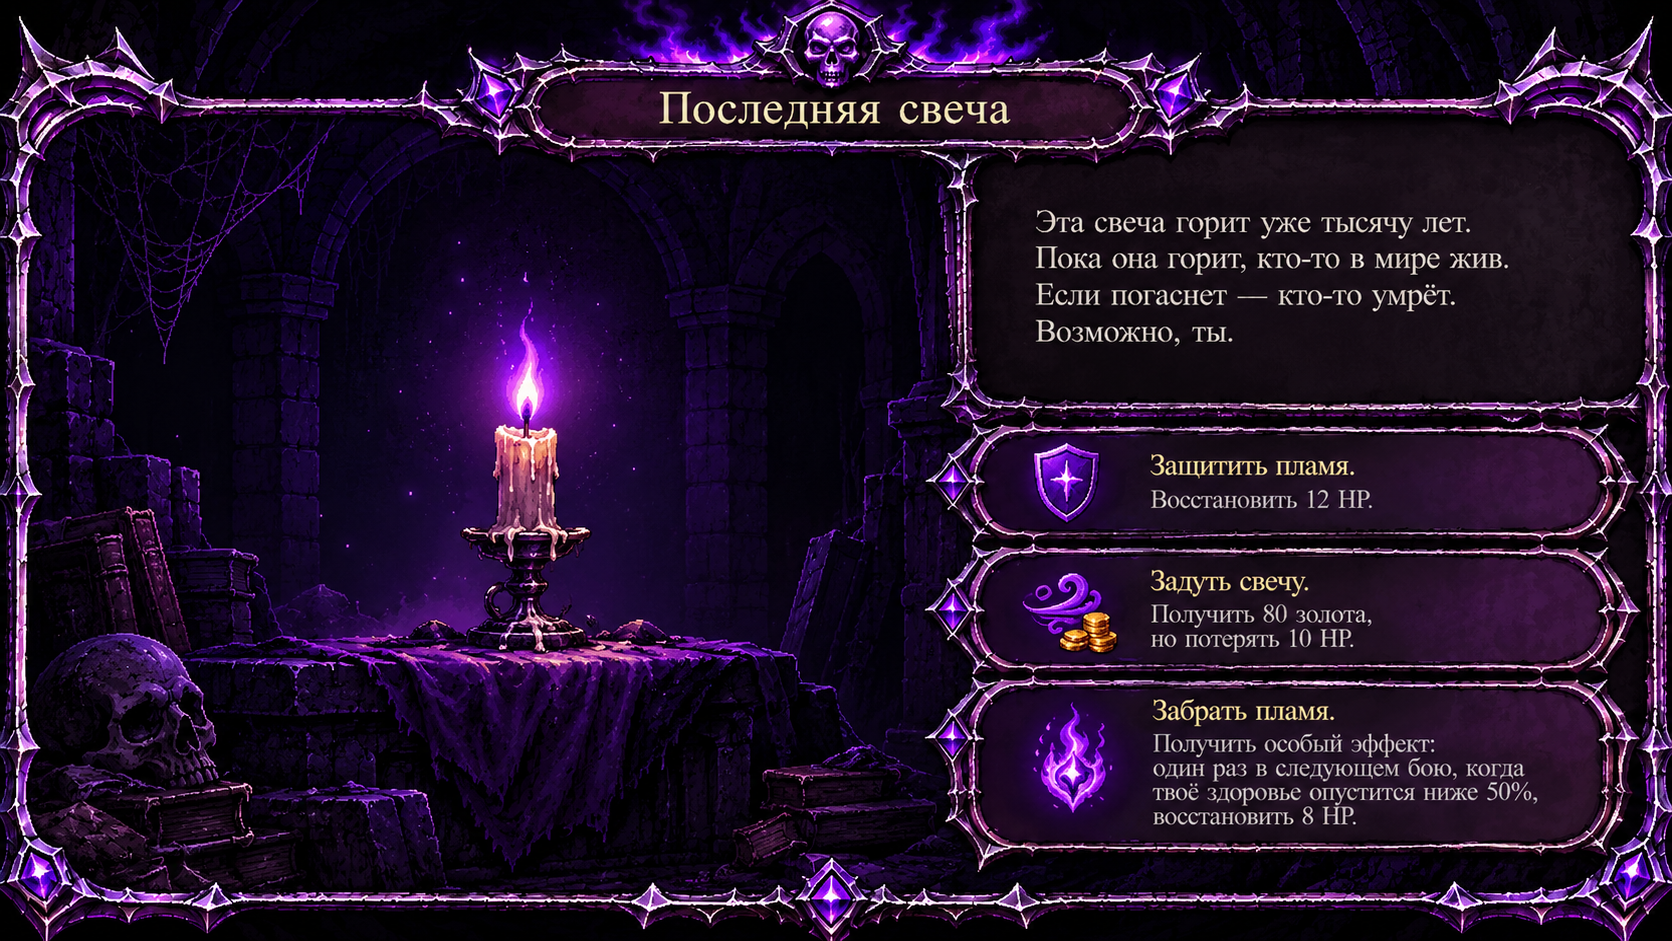 Последняя свеча
Эта свеча горит уже тысячу лет.
Пока она горит, кто-то в мире жив.
Если погаснет — кто-то умрёт.
Возможно, ты.
Защитить пламя.
Восстановить 12 HP.
Задуть свечу.
Получить 80 золота,
но потерять 10 HP.
Забрать пламя.
Получить особый эффект:
один раз в следующем бою, когда
твоё здоровье опустится ниже 50%,
восстановить 8 HP.